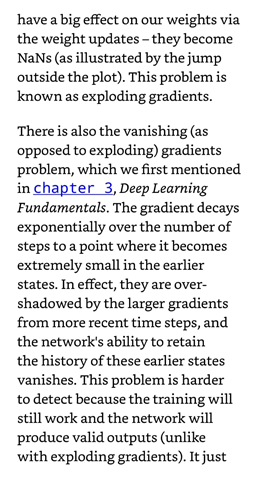 have a big effect on our weights via
the weight updates – they become
NaNs (as illustrated by the jump
outside the plot). This problem is
known as exploding gradients.
There is also the vanishing (as
opposed to exploding) gradients
problem, which we first mentioned
in chapter 3, Deep Learning
Fundamentals. The gradient decays
exponentially over the number of
steps to a point where it becomes
extremely small in the earlier
states. In effect, they are over-
shadowed by the larger gradients
from more recent time steps, and
the network's ability to retain
the history of these earlier states
vanishes. This problem is harder
to detect because the training will
still work and the network will
produce valid outputs (unlike
with exploding gradients). It just